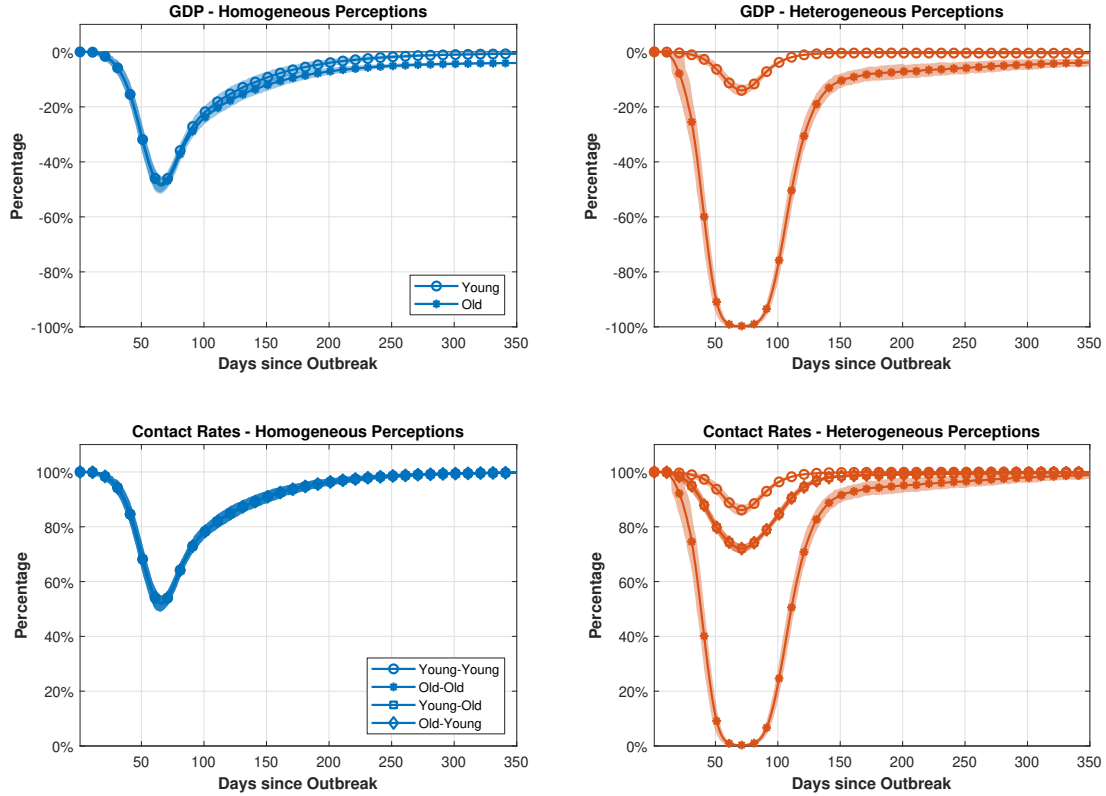 GDP - Homogeneous Perceptions
0%
-20%
-40%
-60%
-80%
-100%
Percentage
50 100 150 200 250 300 350
Days since Outbreak
Young
Old
GDP - Heterogeneous Perceptions
0%
-20%
-40%
-60%
-80%
-100%
Percentage
50 100 150 200 250 300 350
Days since Outbreak
Contact Rates - Homogeneous Perceptions
100%
80%
60%
40%
20%
0%
Percentage
50 100 150 200 250 300 350
Days since Outbreak
Young-Young
Old-Old
Young-Old
Old-Young
Contact Rates - Heterogeneous Perceptions
100%
80%
60%
40%
20%
0%
Percentage
50 100 150 200 250 300 350
Days since Outbreak